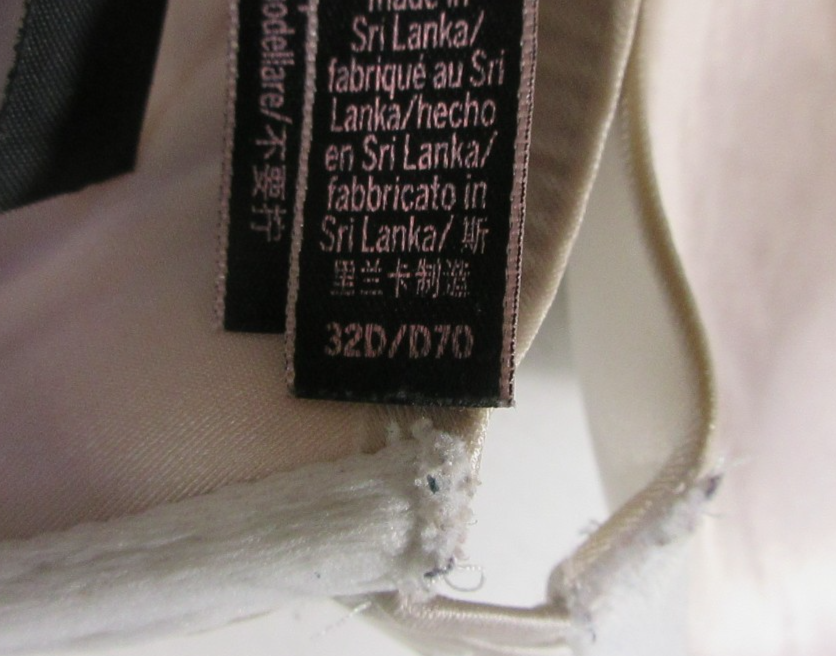 Made in
Sri Lanka/
fabriqué au Sri
Lanka/hecho
en Sri Lanka/
fabbricato in
Sri Lanka/ 斯
里兰卡制造
32D/D70
odellare/不要拧